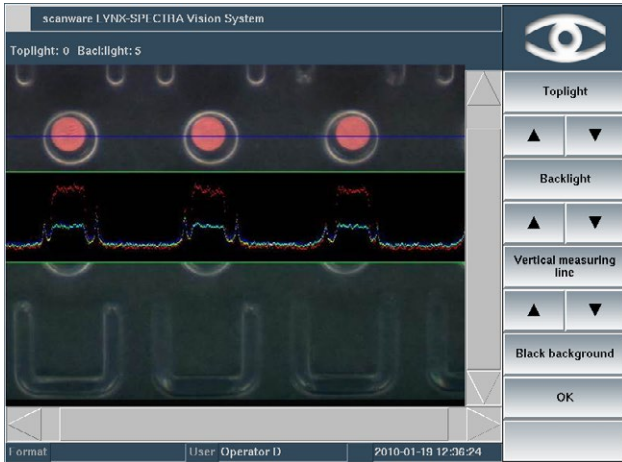 scanware LYNX-SPECTRA Vision System
Toplight: 0 Backlight: 5
Toplight
Backlight
Vertical measuring
line
Black background
OK
Format
User Operator D
2010-01-19 12:36:24